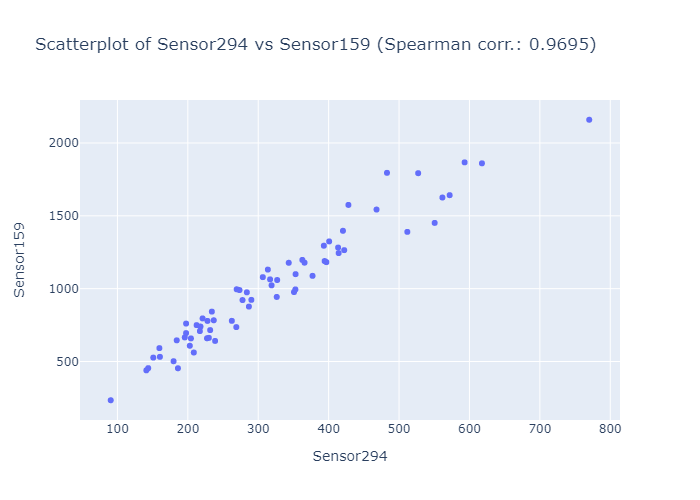 Scatterplot of Sensor294 vs Sensor159 (Spearman corr.: 0.9695)
2000
1500
1000
500
Sensor159
100 200 300 400 500 600 700 800
Sensor294